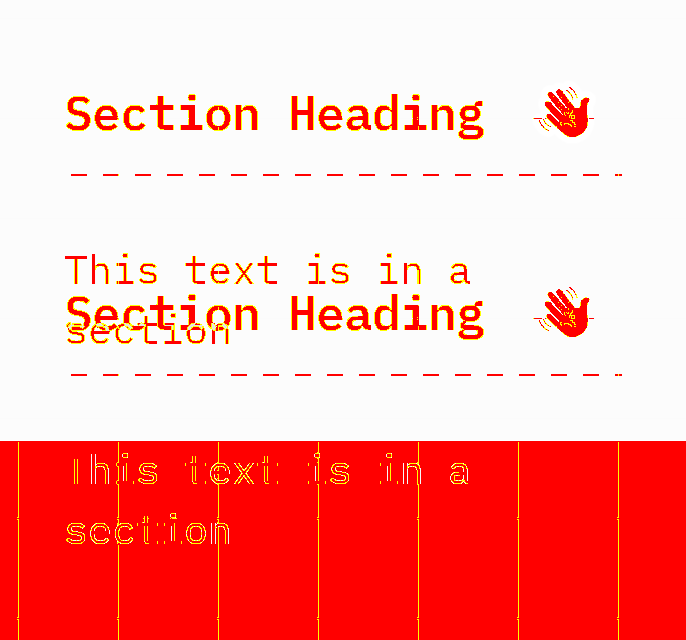 Section Heading 👋
This text is in a
Section Heading 👋
section
This text is in a
section